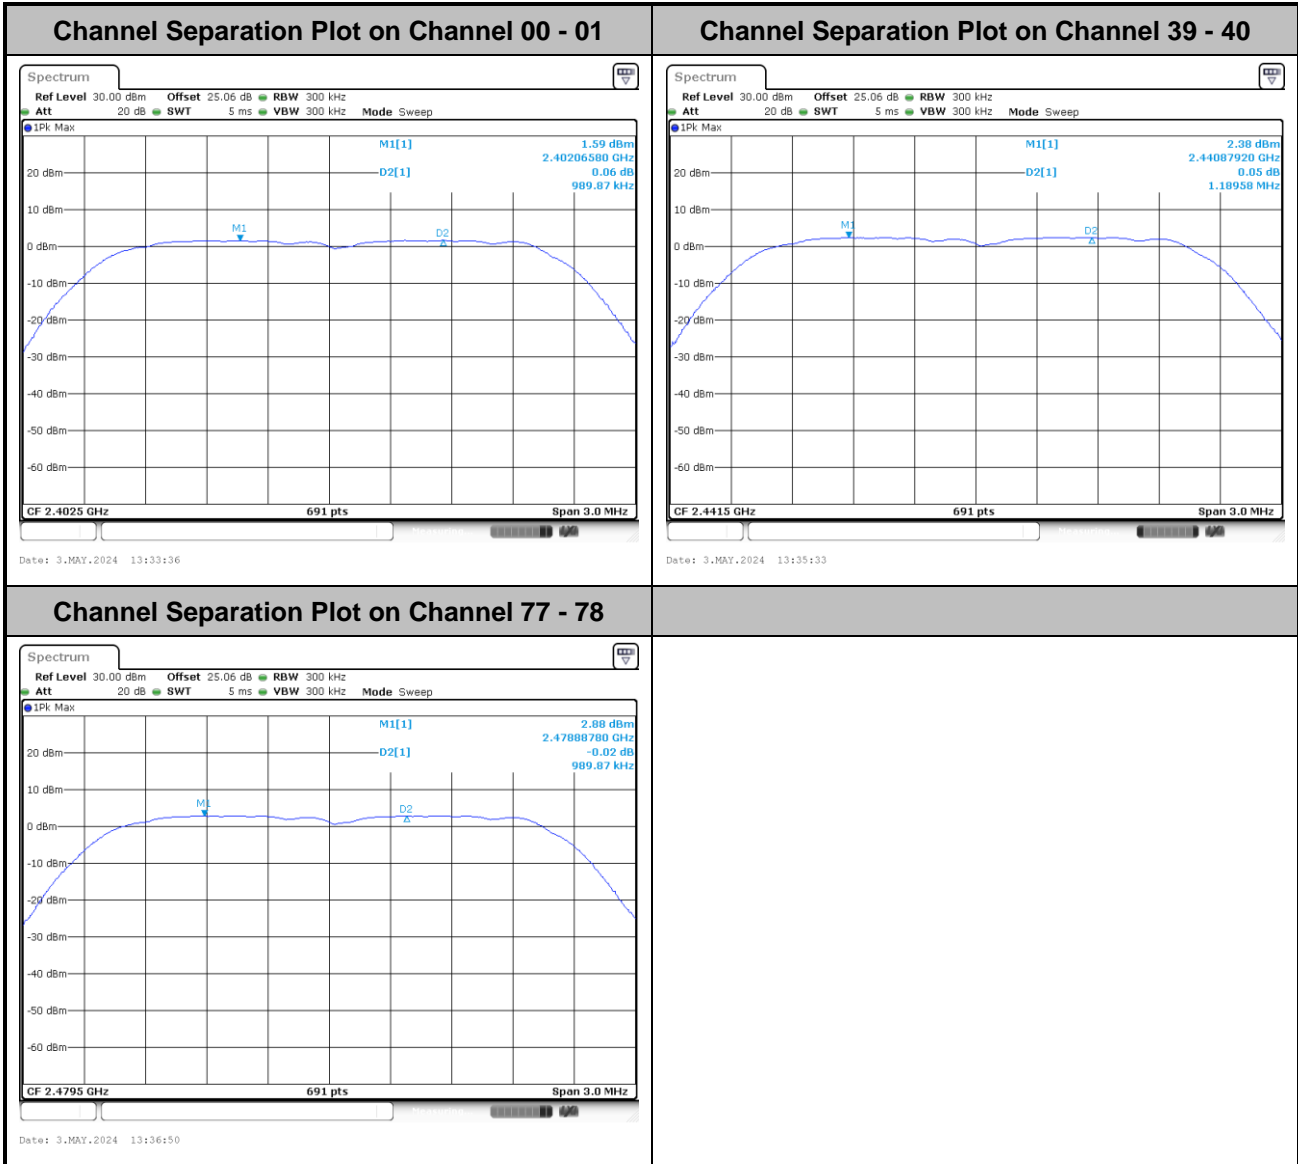 Channel Separation Plot on Channel 00 - 01
Spectrum
Ref Level 30.00 dBm Offset 25.06 dB RBW 300 kHz
Att 20 dB SWT 5 ms VBW 300 kHz Mode Sweep
1Pk Max
M1[1] 1.59 dBm
2.40206580 GHz
D2[1] 0.06 dB
989.87 kHz
20 dBm
10 dBm
M1
D2
0 dBm
-10 dBm
-20 dBm
-30 dBm
-40 dBm
-50 dBm
-60 dBm
CF 2.4025 GHz 691 pts Span 3.0 MHz
Date: 3.MAY.2024 13:33:36
Channel Separation Plot on Channel 39 - 40
Spectrum
Ref Level 30.00 dBm Offset 25.06 dB RBW 300 kHz
Att 20 dB SWT 5 ms VBW 300 kHz Mode Sweep
1Pk Max
M1[1] 2.38 dBm
2.44087920 GHz
D2[1] 0.05 dB
1.18958 MHz
20 dBm
10 dBm
M1
D2
0 dBm
-10 dBm
-20 dBm
-30 dBm
-40 dBm
-50 dBm
-60 dBm
CF 2.4415 GHz 691 pts Span 3.0 MHz
Measuring...
Date: 3.MAY.2024 13:35:33
Channel Separation Plot on Channel 77 - 78
Spectrum
Ref Level 30.00 dBm Offset 25.06 dB RBW 300 kHz
Att 20 dB SWT 5 ms VBW 300 kHz Mode Sweep
1Pk Max
M1[1] 2.88 dBm
2.47888780 GHz
D2[1] -0.02 dB
989.87 kHz
20 dBm
10 dBm
M1
D2
0 dBm
-10 dBm
-20 dBm
-30 dBm
-40 dBm
-50 dBm
-60 dBm
CF 2.4795 GHz 691 pts Span 3.0 MHz
Date: 3.MAY.2024 13:36:50